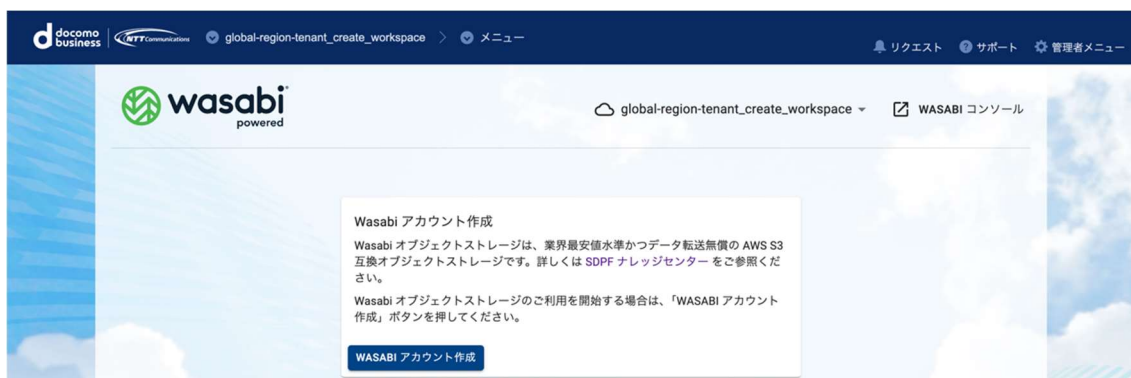 docomo business NTT Communications global-region-tenant_create_workspace メニュー
リクエスト サポート 管理者メニュー
wasabi powered
global-region-tenant_create_workspace WASABI コンソール
Wasabi アカウント作成
Wasabi オブジェクトストレージは、業界最安値水準かつデータ転送無償の AWS S3
互換オブジェクトストレージです。詳しくは SDPF ナレッジセンター をご参照くだ
さい。
Wasabi オブジェクトストレージのご利用を開始する場合は、「WASABI アカウント
作成」ボタンを押してください。
WASABI アカウント作成